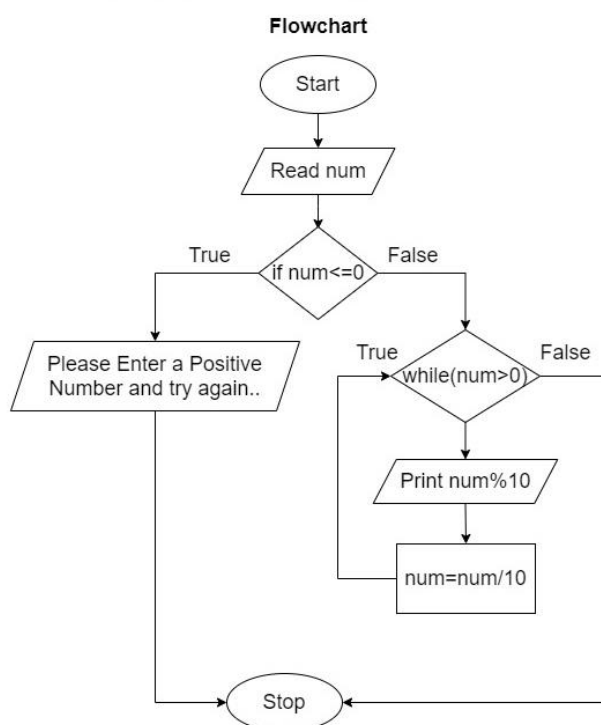 Flowchart
Start
Read num
True
False
if num<=0
Please Enter a Positive
Number and try again..
True
False
while(num>0)
Print num%10
num=num/10
Stop